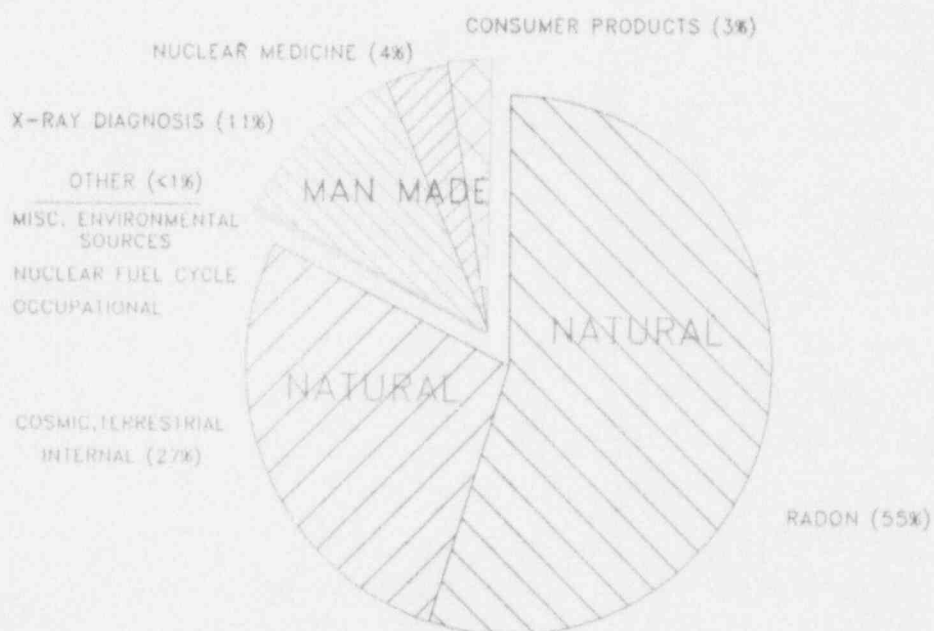 CONSUMER PRODUCTS (3%)
NUCLEAR MEDICINE (4%)
X-RAY DIAGNOSIS (11%)
OTHER (<1%)
MISC. ENVIRONMENTAL
SOURCES
NUCLEAR FUEL CYCLE
OCCUPATIONAL
MAN MADE
NATURAL
NATURAL
COSMIC,TERRESTRIAL
INTERNAL (27%)
RADON (55%)